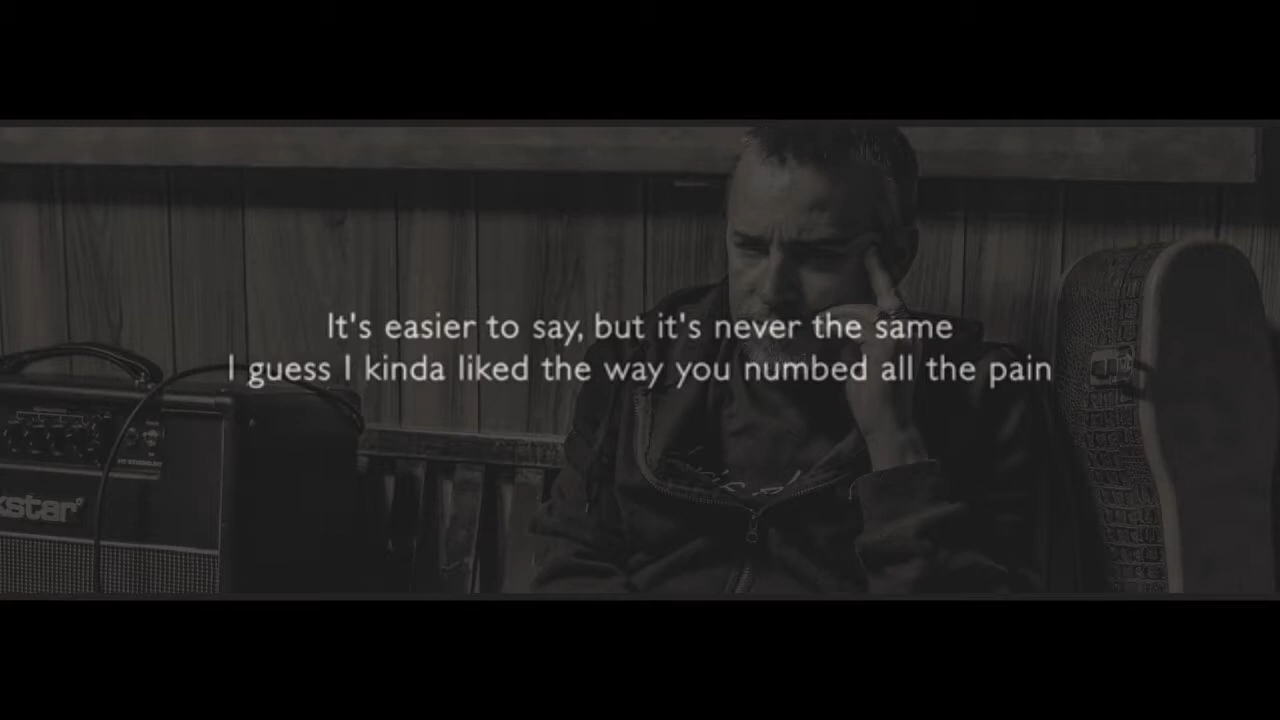 It's easier to say, but it's never the same
I guess I kinda liked the way you numbed all the pain
kstar